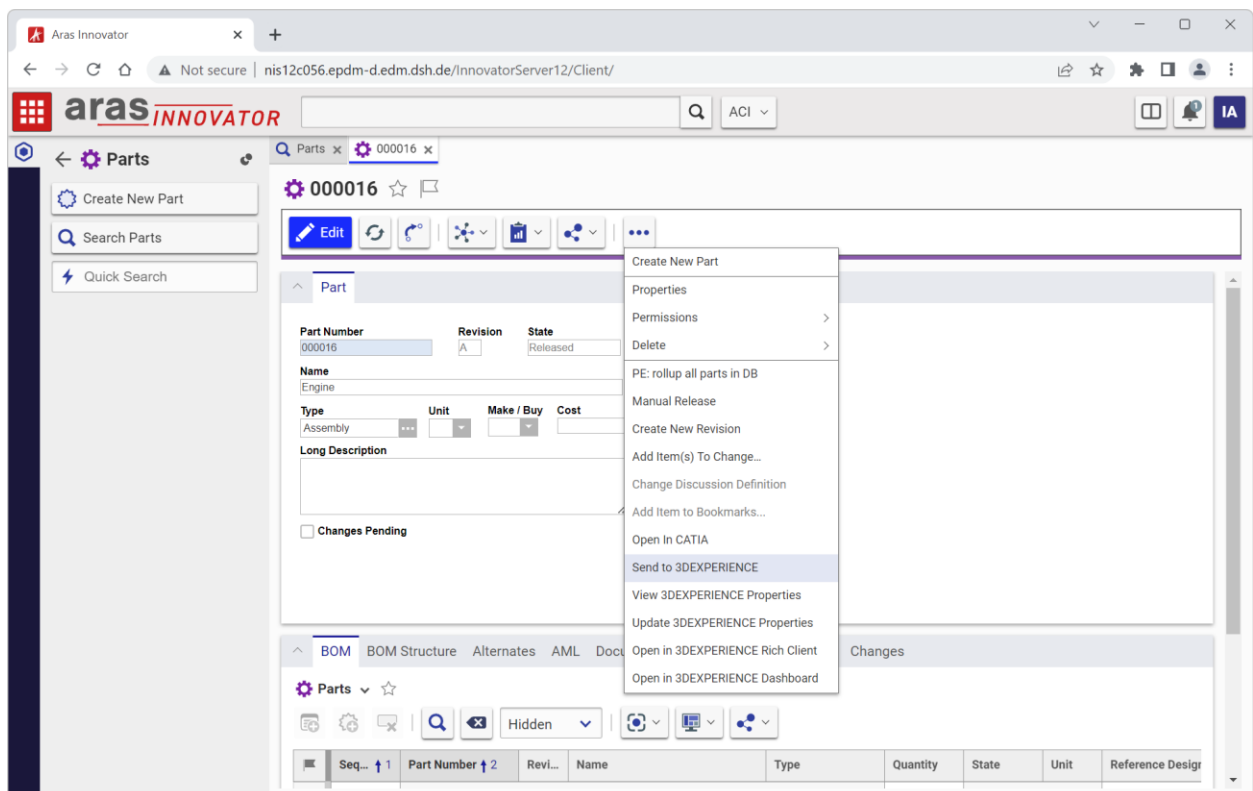 Aras Innovator
Not secure | nis12c056.epdm-d.edm.dsh.de/InnovatorServer12/Client/
aras INNOVATOR
ACI
1
IA
Parts
Create New Part
Search Parts
Quick Search
Parts 000016
000016
Edit
Create New Part
Properties
Permissions
Delete
PE: rollup all parts in DB
Manual Release
Create New Revision
Add Item(s) To Change...
Change Discussion Definition
Add Item to Bookmarks...
Open In CATIA
Send to 3DEXPERIENCE
View 3DEXPERIENCE Properties
Update 3DEXPERIENCE Properties
Open in 3DEXPERIENCE Rich Client
Open in 3DEXPERIENCE Dashboard
Part
Part Number Revision State
000016 A Released
Name
Engine
Type Unit Make / Buy Cost
Assembly
Long Description
Changes Pending
BOM BOM Structure Alternates AML Docu Changes
Parts
Hidden
Seq... 1 Part Number 2 Revi... Name Type Quantity State Unit Reference Design